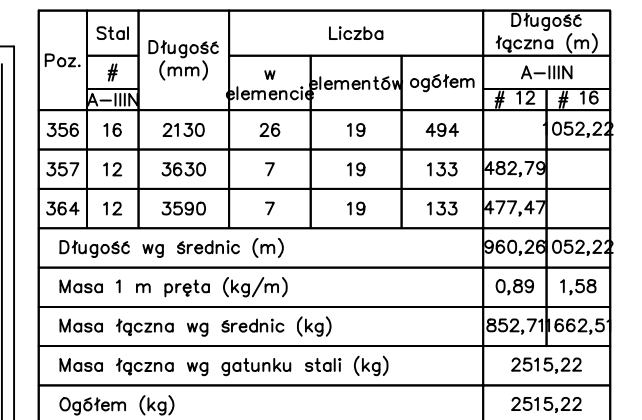 Poz. Stal Długość (mm) Liczba Długość łączna (m)
# w elemencie elementów ogółem A-IIIN
A-IIIN # 12 # 16
356 16 2130 26 19 494 1052,22
357 12 3630 7 19 133 482,79
364 12 3590 7 19 133 477,47
Długość wg średnic (m) 960,26 052,22
Masa 1 m pręta (kg/m) 0,89 1,58
Masa łączna wg średnic (kg) 852,71 1662,51
Masa łączna wg gatunku stali (kg) 2515,22
Ogółem (kg) 2515,22